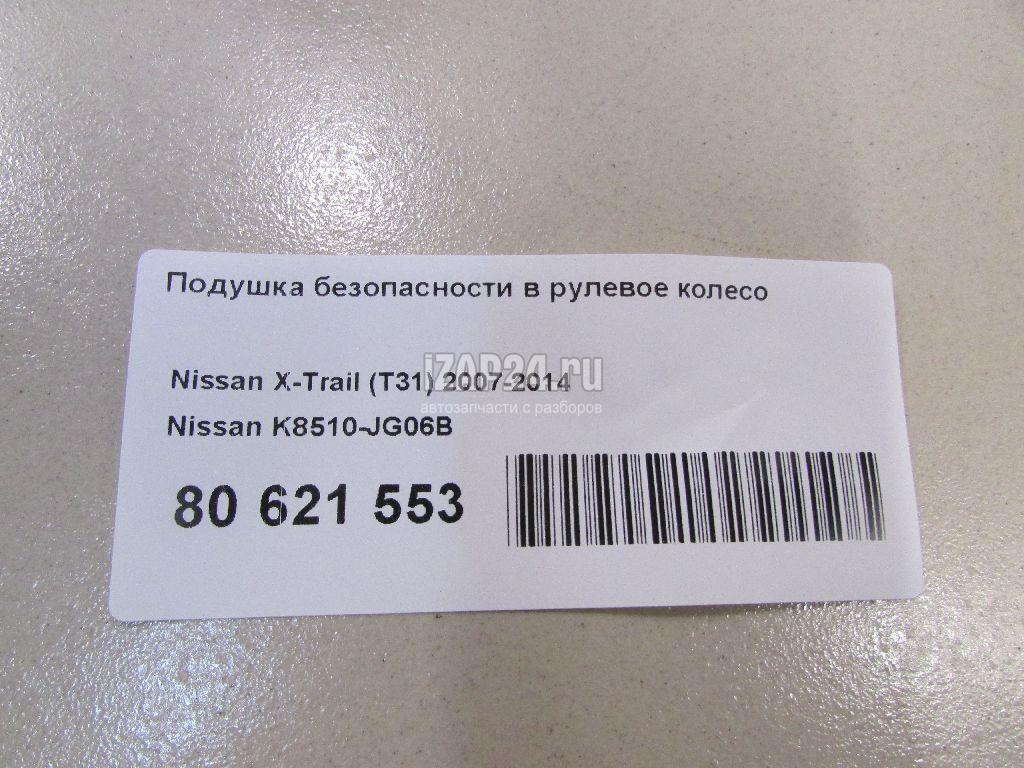 Подушка безопасности в рулевое колесо
iZAP24.ru
Nissan X-Trail (T31) 2007-2014
автозапчасти с разборов
Nissan K8510-JG06B
80 621 553